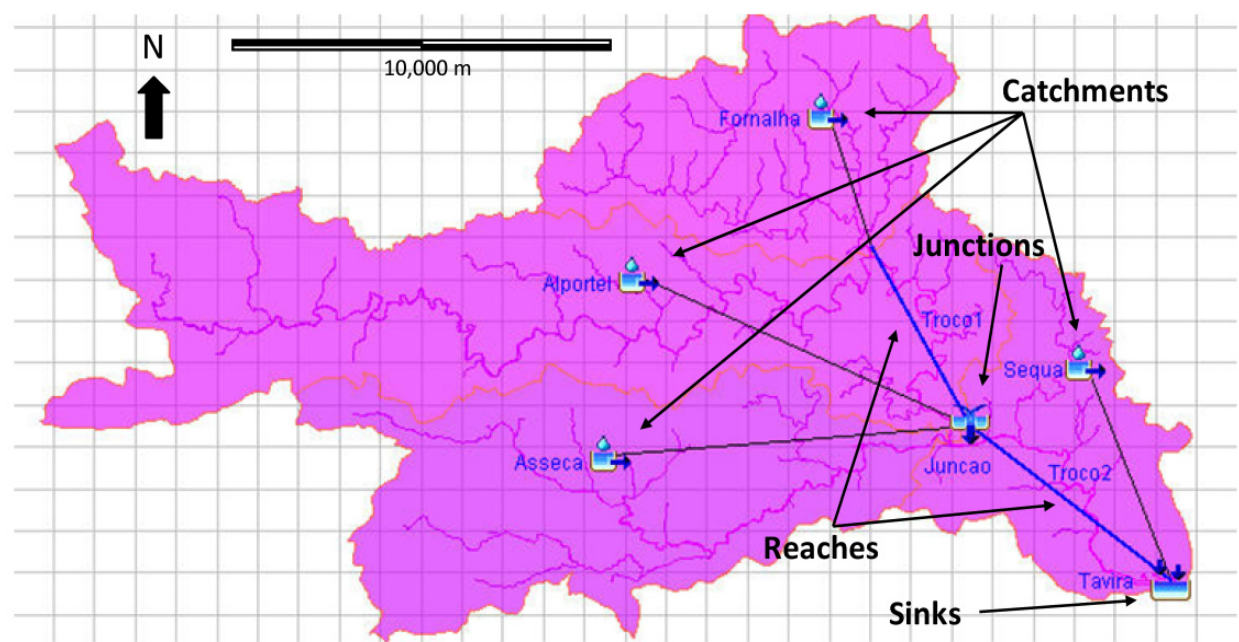 N
10,000 m
Catchments
Fornalha
Junctions
Alportel
Troco1
Sequa
Asseca
Juncao
Troco2
Reaches
Tavira
Sinks